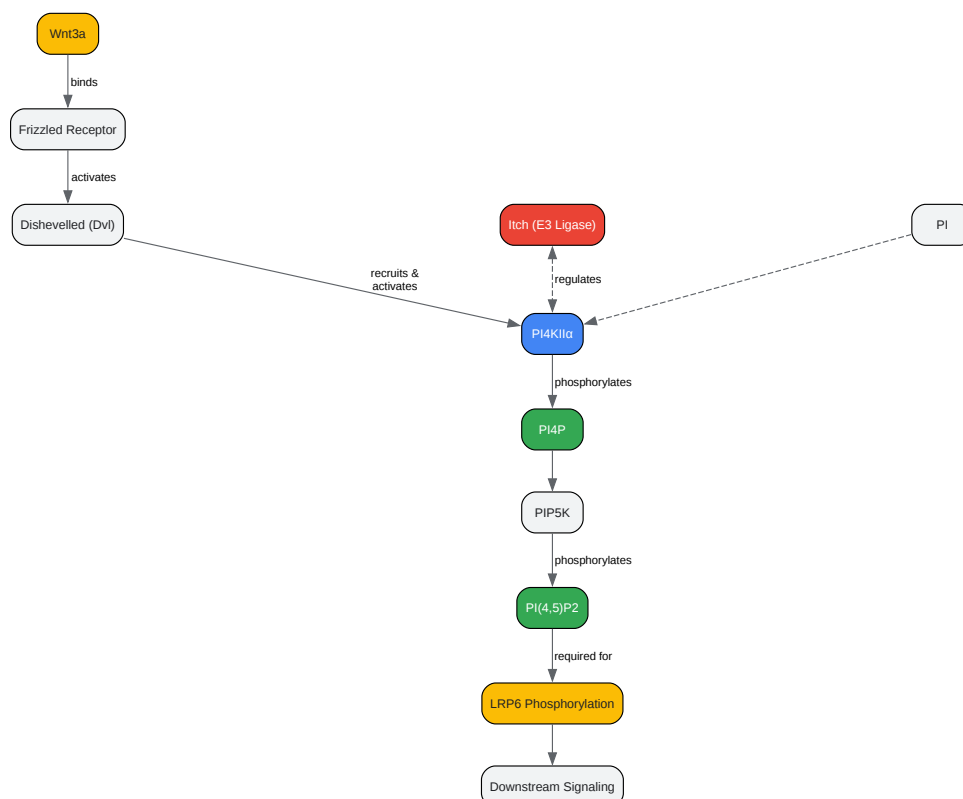 Wnt3a
binds
Frizzled Receptor
activates
Dishevelled (Dvl)
Itch (E3 Ligase)
PI
recruits &
activates
regulates
PI4KIIα
phosphorylates
PI4P
PIP5K
phosphorylates
PI(4,5)P2
required for
LRP6 Phosphorylation
Downstream Signaling